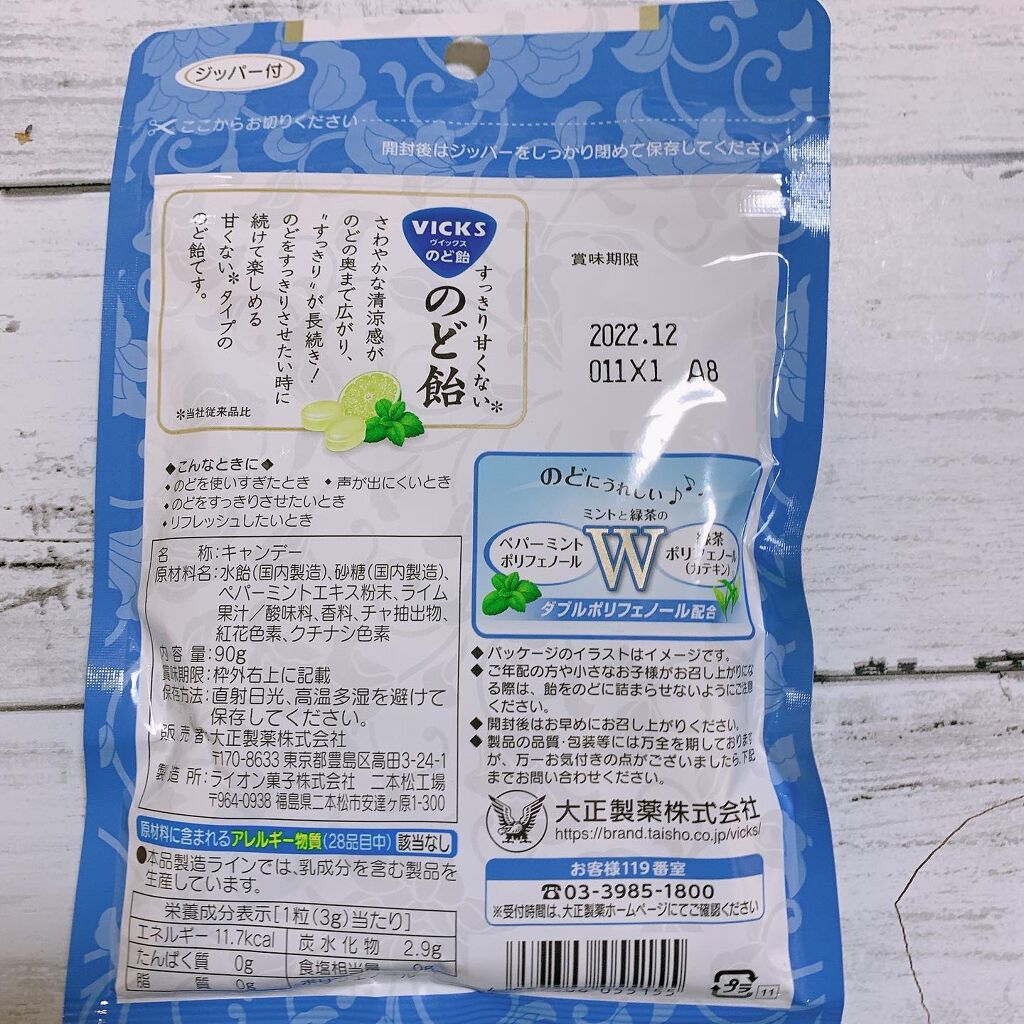 ジッパー付
ここからお切りください
開封後はジッパーをしっかり閉めて保存してください
VICKS
ヴイックス
のど飴
すっきり甘くない*
のど飴
さわやかな清涼感が
のどの奥まで広がり、
"すっきり"が長続き!
のどをすっきりさせたい時に
続けて楽しめる
甘くない*タイプの
のど飴です。
*当社従来品比
賞味期限
2022.12
011X1 A8
◆こんなときに◆
・のどを使いすぎたとき ・声が出にくいとき
・のどをすっきりさせたいとき
・リフレッシュしたいとき
のどにうれしい♪♪♪
ミントと緑茶の
ペパーミント
ポリフェノール
W
緑茶
ポリフェノール
(カテキン)
ダブルポリフェノール配合
名 称:キャンデー
原材料名:水飴(国内製造)、砂糖(国内製造)、
ペパーミントエキス粉末、ライム
果汁/酸味料、香料、チャ抽出物、
紅花色素、クチナシ色素
内容量:90g
賞味期限:枠外右上に記載
保存方法:直射日光、高温多湿を避けて
保存してください。
販売者:大正製薬株式会社
〒170-8633 東京都豊島区高田3-24-1
製造所:ライオン菓子株式会社 二本松工場
〒964-0938 福島県二本松市安達ヶ原1-300
原材料に含まれるアレルギー物質(28品目中) 該当なし
●本品製造ラインでは、乳成分を含む製品を
生産しています。
栄養成分表示[1粒(3g)当たり]
エネルギー 11.7kcal 炭水化物 2.9g
たんぱく質 0g 食塩相当量 0g
脂 質 0g
◆パッケージのイラストはイメージです。
◆ご年配の方や小さなお子様がお召し上がりにな
る際は、飴をのどに詰まらせないようにご注意
ください。
◆開封後はお早めにお召し上がりください。
◆製品の品質・包装等には万全を期しております
が、万一お気付きの点がございましたら、下記
までお問い合わせください。
大正製薬株式会社
https://brand.taisho.co.jp/vicks/
お客様119番室
☎03-3985-1800
※受付時間は、大正製薬ホームページにてご確認ください
プラ
11